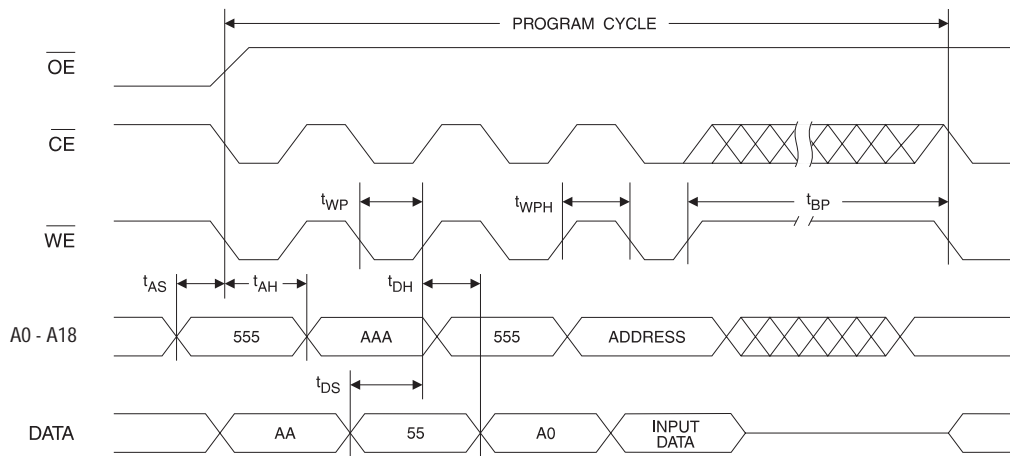 PROGRAM CYCLE
OE
CE
tWP
tWPH
tBP
WE
tAS
tAH
tDH
A0 - A18
555
AAA
555
ADDRESS
tDS
DATA
AA
55
A0
INPUT
DATA